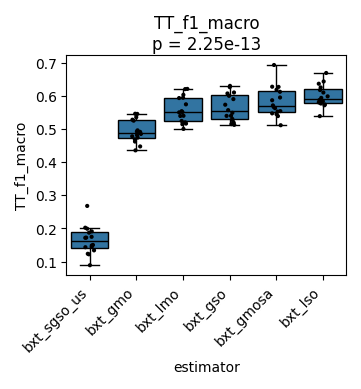 TT_f1_macro
p = 2.25e-13
TT_f1_macro
0.7
0.6
0.5
0.4
0.3
0.2
0.1
bxt_sgso_us
bxt_gmo
bxt_lmo
bxt_gso
bxt_gmosa
bxt_lso
estimator